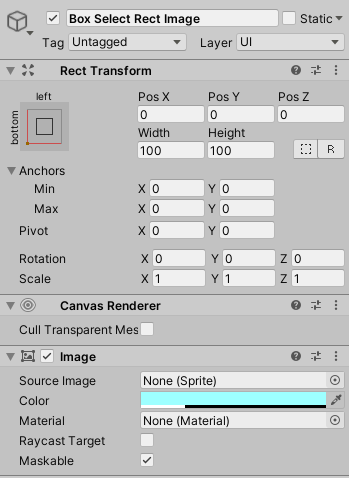 Box Select Rect Image Static
Tag Untagged Layer UI
Rect Transform
left
bottom
Pos X Pos Y Pos Z
0 0 0
Width Height
100 100 R
Anchors
Min X 0 Y 0
Max X 0 Y 0
Pivot X 0 Y 0
Rotation X 0 Y 0 Z 0
Scale X 1 Y 1 Z 1
Canvas Renderer
Cull Transparent Mes
Image
Source Image None (Sprite)
Color
Material None (Material)
Raycast Target
Maskable